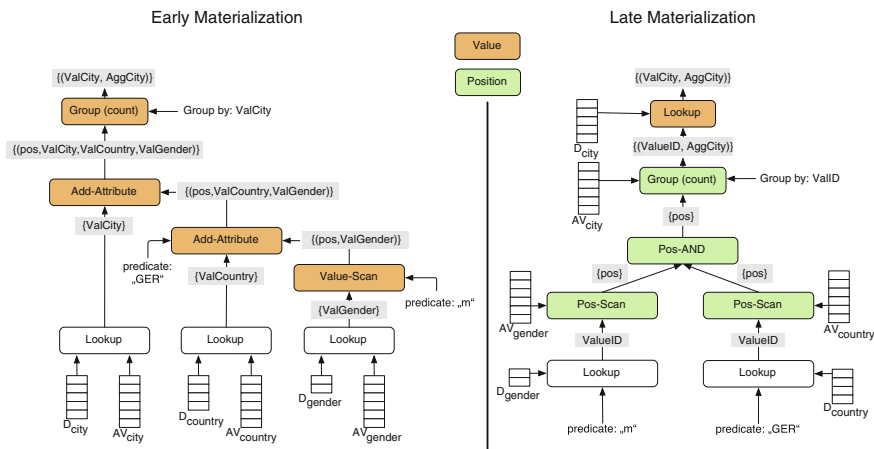 Early Materialization
Late Materialization
Value
Position
{(ValCity, AggCity)}
Group (count)
Group by: ValCity
{(pos,ValCity,ValCountry,ValGender)}
Add-Attribute
{(pos,ValCountry,ValGender)}
{ValCity}
Add-Attribute
{(pos,ValGender)}
predicate:
„GER“
{ValCountry}
Value-Scan
predicate: „m“
{ValGender}
Lookup
Lookup
Lookup
Dcity
AVcity
Dcountry
AVcountry
Dgender
AVgender
{(ValCity, AggCity)}
Lookup
Dcity
{(ValueID, AggCity)}
Group (count)
Group by: ValID
AVcity
{pos}
Pos-AND
{pos}
{pos}
Pos-Scan
Pos-Scan
AVgender
AVcountry
ValueID
ValueID
Lookup
Lookup
Dgender
Dcountry
predicate: „m“
predicate: „GER“